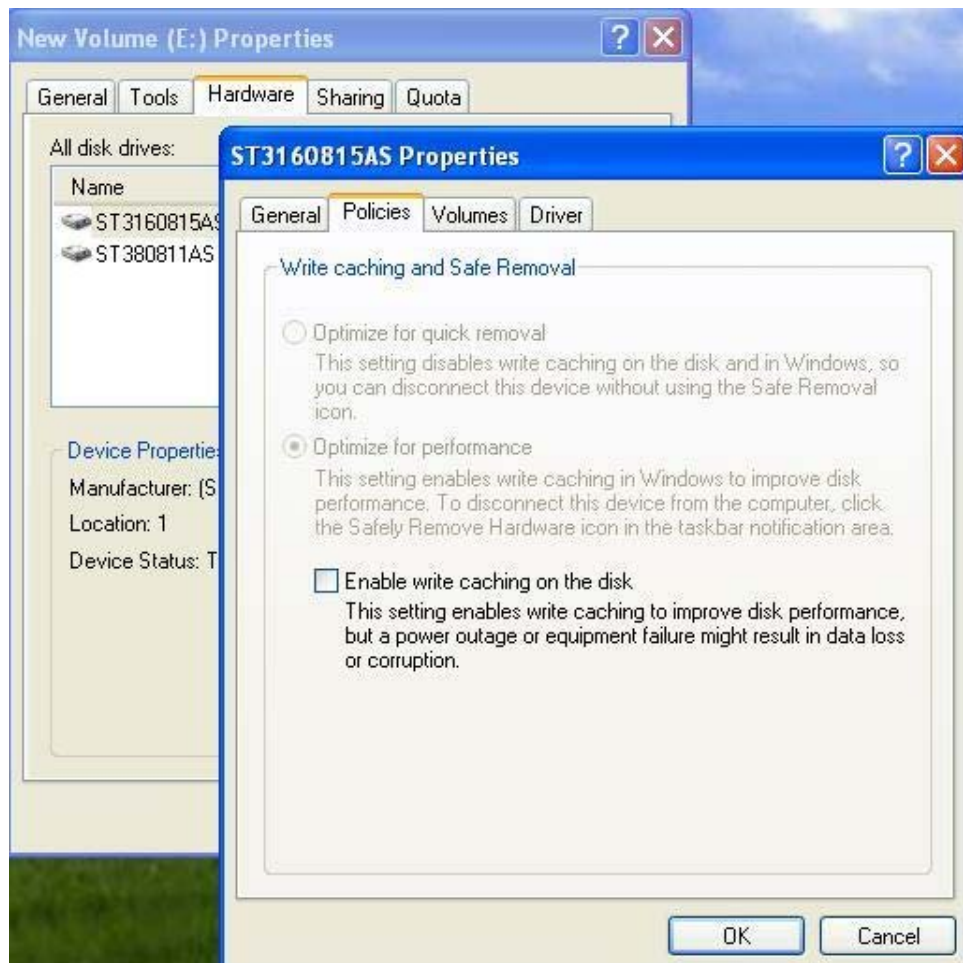 New Volume (E:) Properties
General Tools Hardware Sharing Quota
All disk drives:
Name
ST3160815AS
ST380811AS
Device Propertie
Manufacturer: (S
Location: 1
Device Status: T
ST3160815AS Properties
General Policies Volumes Driver
Write caching and Safe Removal
Optimize for quick removal
This setting disables write caching on the disk and in Windows, so
you can disconnect this device without using the Safe Removal
icon.
Optimize for performance
This setting enables write caching in Windows to improve disk
performance. To disconnect this device from the computer, click
the Safely Remove Hardware icon in the taskbar notification area.
Enable write caching on the disk
This setting enables write caching to improve disk performance,
but a power outage or equipment failure might result in data loss
or corruption.
OK Cancel